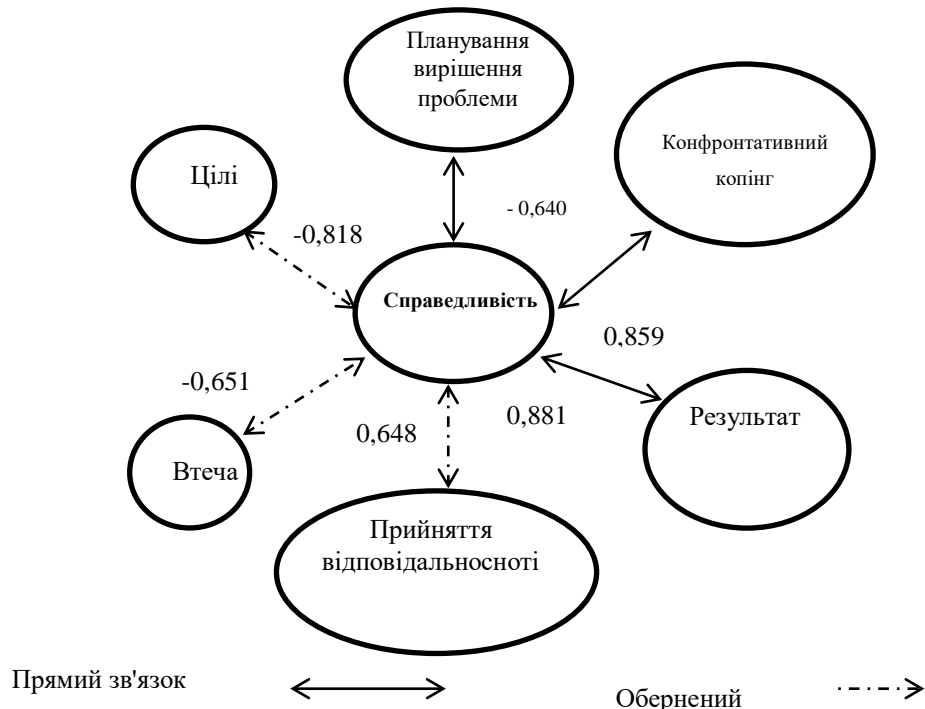 Планування
вирішення
проблеми
Конфронтативний
копінг
Цілі
- 0,640
-0,818
Справедливість
0,859
-0,651
0,881
Результат
0,648
Втеча
Прийняття
відповідальносноті
Прямий зв'язок
Обернений